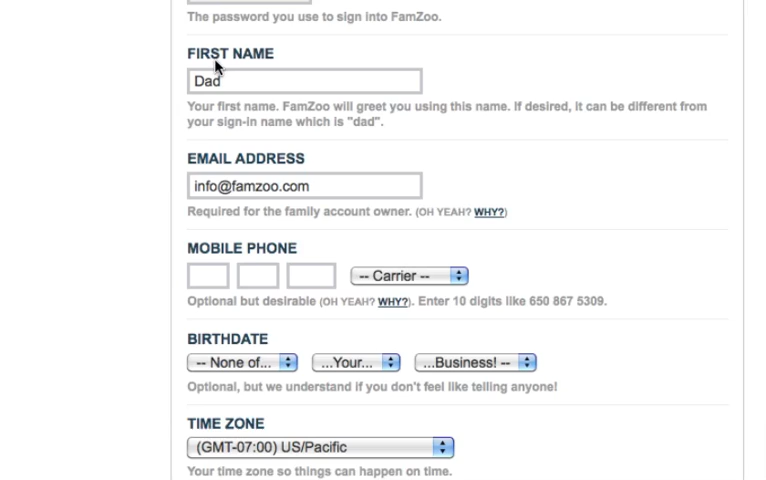 The password you use to sign into FamZoo.
FIRST NAME
Dad
Your first name. FamZoo will greet you using this name. If desired, it can be different from
your sign-in name which is "dad".
EMAIL ADDRESS
info@famzoo.com
Required for the family account owner. (OH YEAH? WHY?)
MOBILE PHONE
-- Carrier --
Optional but desirable (OH YEAH? WHY?). Enter 10 digits like 650 867 5309.
BIRTHDATE
-- None of... ...Your... ...Business! --
Optional, but we understand if you don't feel like telling anyone!
TIME ZONE
(GMT-07:00) US/Pacific
Your time zone so things can happen on time.